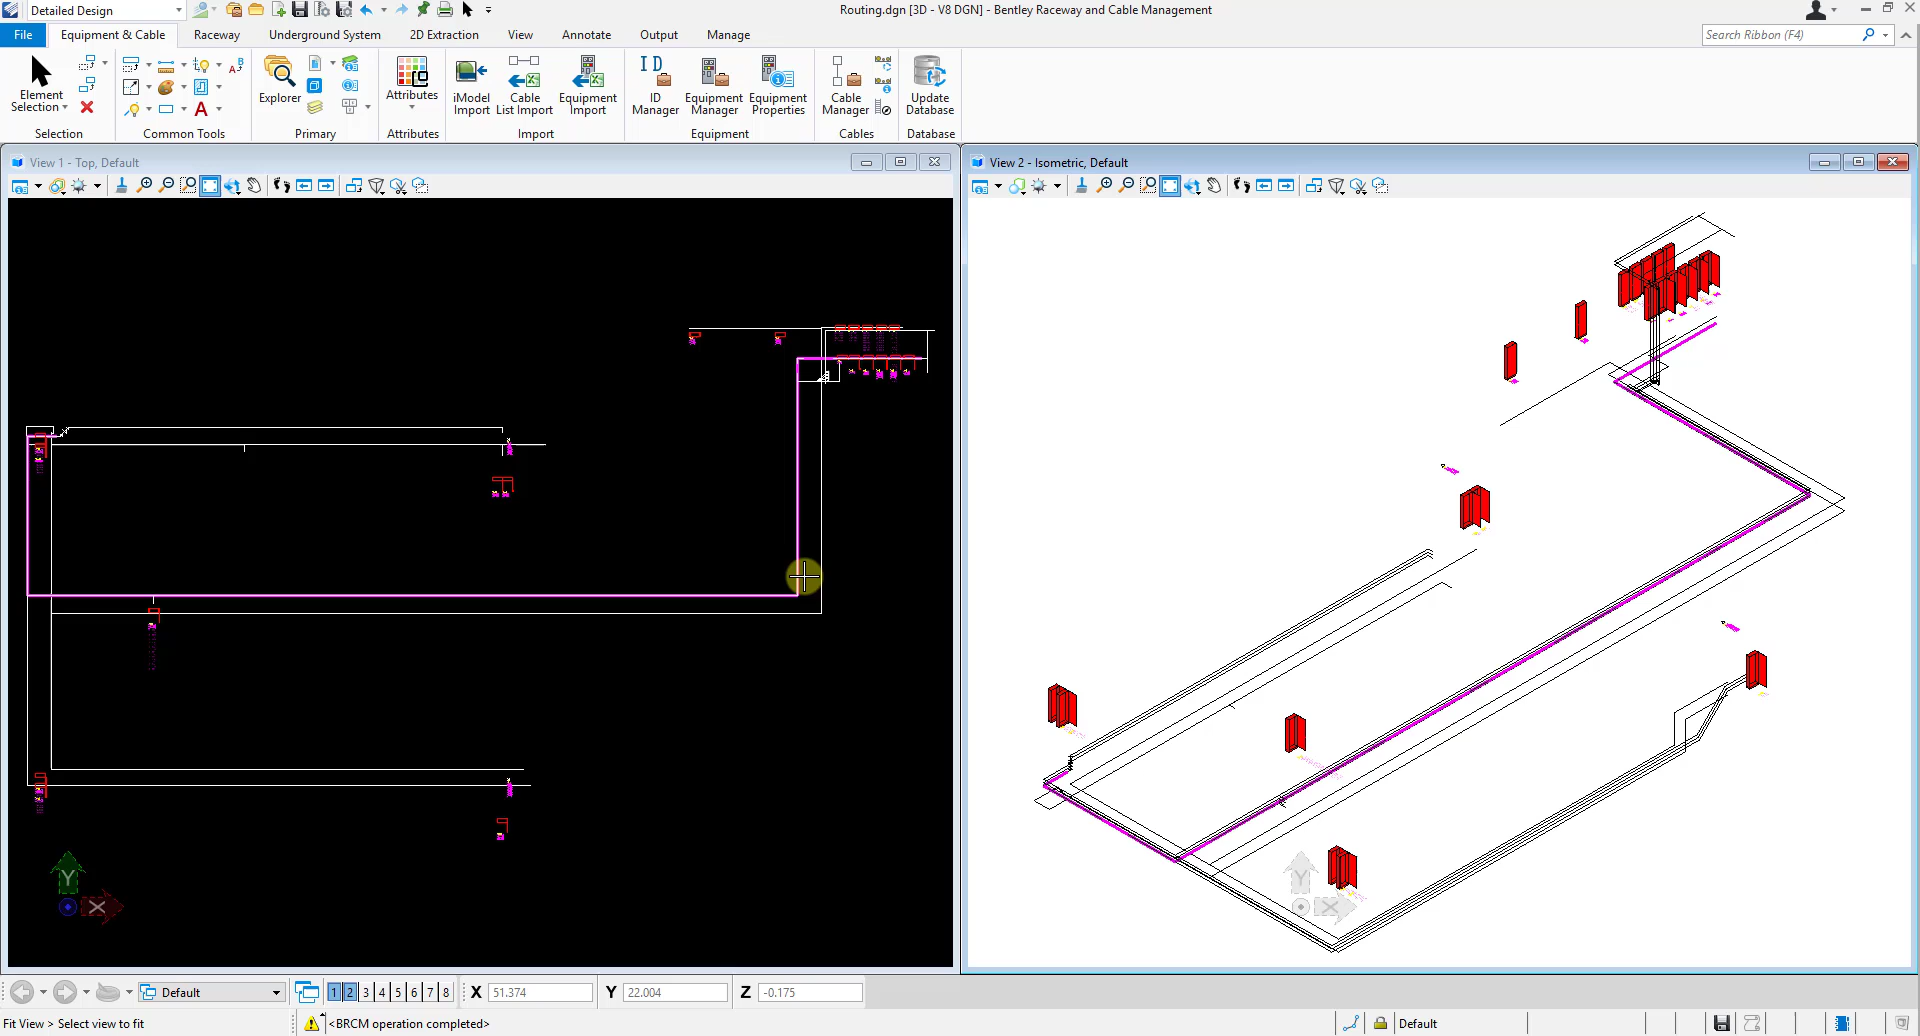 Detailed Design
Routing.dgn [3D - V8 DGN] - Bentley Raceway and Cable Management
File
Equipment & Cable
Raceway
Underground System
2D Extraction
View
Annotate
Output
Manage
Search Ribbon (F4)
Element Selection
Explorer
Attributes
iModel Import
Cable List Import
Equipment Import
ID Manager
Equipment Manager
Equipment Properties
Cable Manager
Update Database
Selection
Common Tools
Primary
Attributes
Import
Equipment
Cables
Database
View 1 - Top, Default
View 2 - Isometric, Default
Y
X
Y
X
Default
1 2 3 4 5 6 7 8
X 51.374
Y 22.004
Z -0.175
Fit View > Select view to fit
<BRCM operation completed>
Default